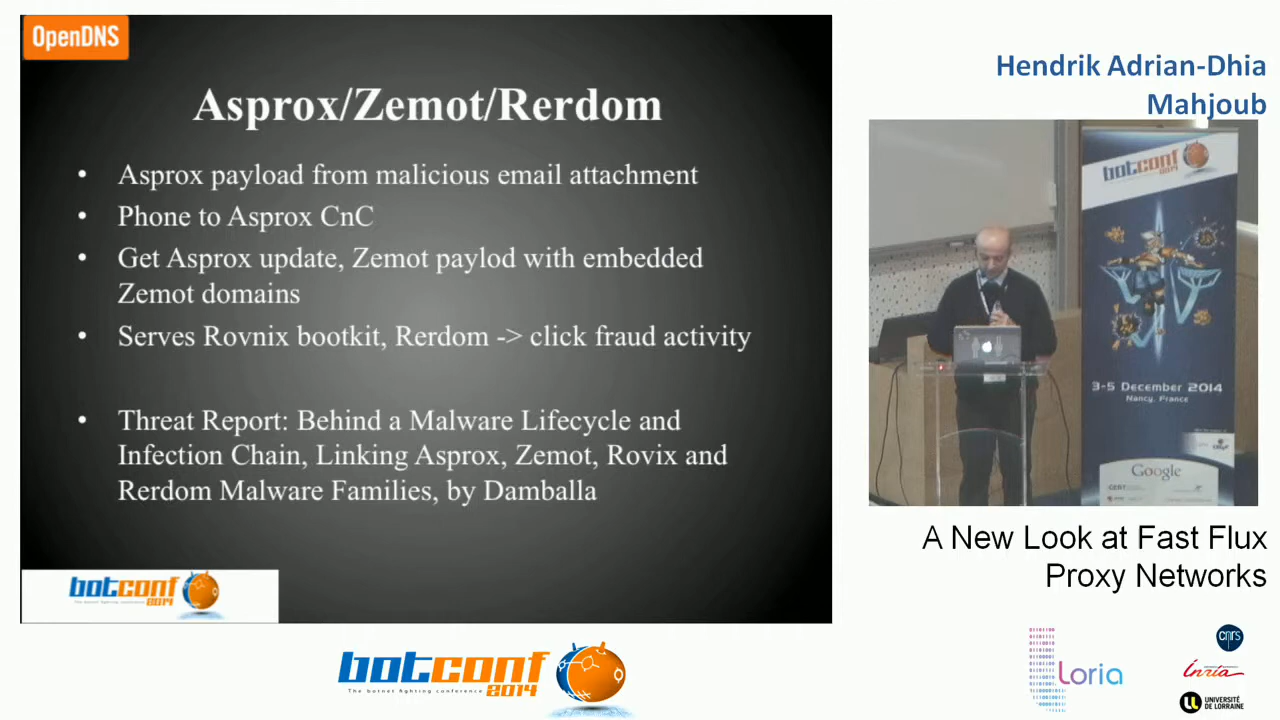 OpenDNS
Asprox/Zemot/Rerdom
• Asprox payload from malicious email attachment
• Phone to Asprox CnC
• Get Asprox update, Zemot paylod with embedded
Zemot domains
• Serves Rovnix bootkit, Rerdom -> click fraud activity
• Threat Report: Behind a Malware Lifecycle and
Infection Chain, Linking Asprox, Zemot, Rovix and
Rerdom Malware Families, by Damballa
botconf
2014
Hendrik Adrian-Dhia
Mahjoub
botconf
2014
3-5 December 2014
Nancy, France
Google
A New Look at Fast Flux
Proxy Networks
botconf
The botnet fighting conference 2014
Loria
cnrs
Inria
UNIVERSITÉ
DE LORRAINE